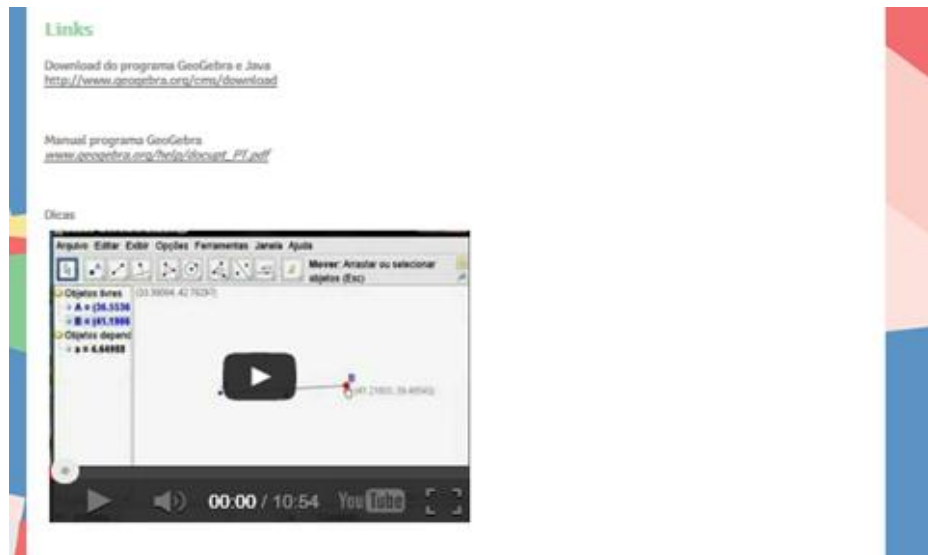 Links
Download do programa GeoGebra e Java
http://www.geogebra.org/cms/download
Manual programa GeoGebra
www.geogebra.org/help/docupt_PT.pdf
Dicas
Arquivo Editar Exibir Opções Ferramentas Janela Ajuda
Mover: Arrastar ou selecionar
objetos (Esc)
Objetos livres
A = (36.5536
B = (41.1986
Objetos depend
a = 4.64988
B
00:00 / 10:54 YouTube